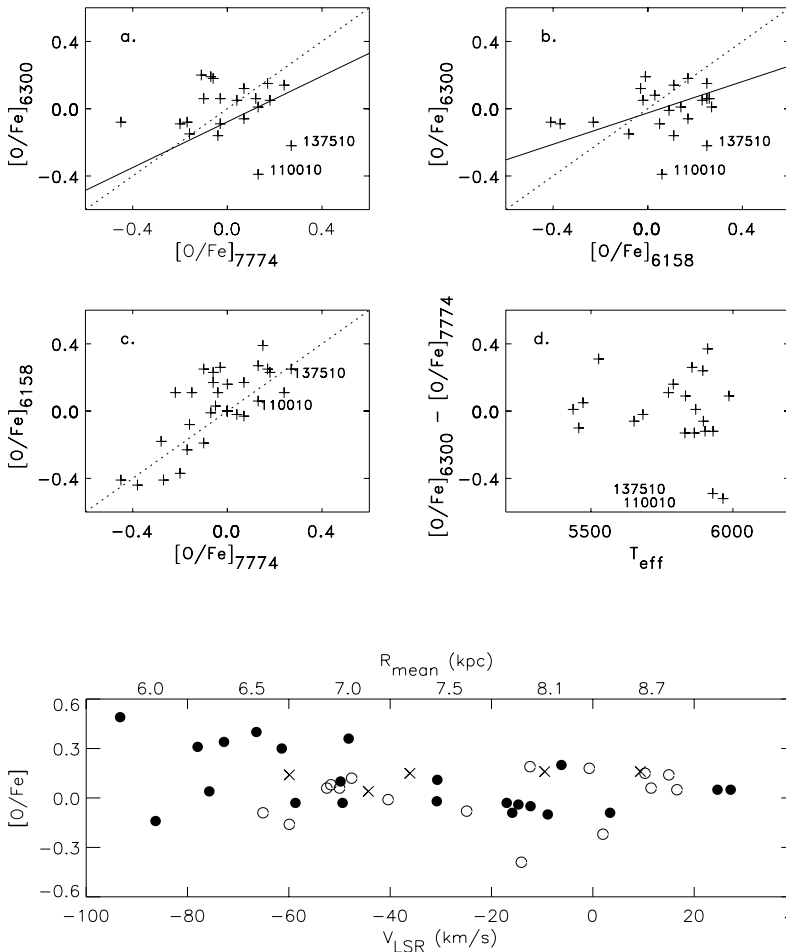 a.
0.4
0.0
−0.4
[O/Fe]6300
137510
110010
−0.4 0.0 0.4
[O/Fe]7774
b.
0.4
0.0
−0.4
[O/Fe]6300
137510
110010
−0.4 0.0 0.4
[O/Fe]6158
c.
0.4
0.0
−0.4
[O/Fe]6158
137510
110010
−0.4 0.0 0.4
[O/Fe]7774
d.
0.4
0.0
−0.4
[O/Fe]6300 − [O/Fe]7774
137510
110010
5500 6000
Teff
Rmean (kpc)
6.0 6.5 7.0 7.5 8.1 8.7
0.6
0.3
0.0
−0.3
−0.6
[O/Fe]
−100 −80 −60 −40 −20 0 20
VLSR (km/s)